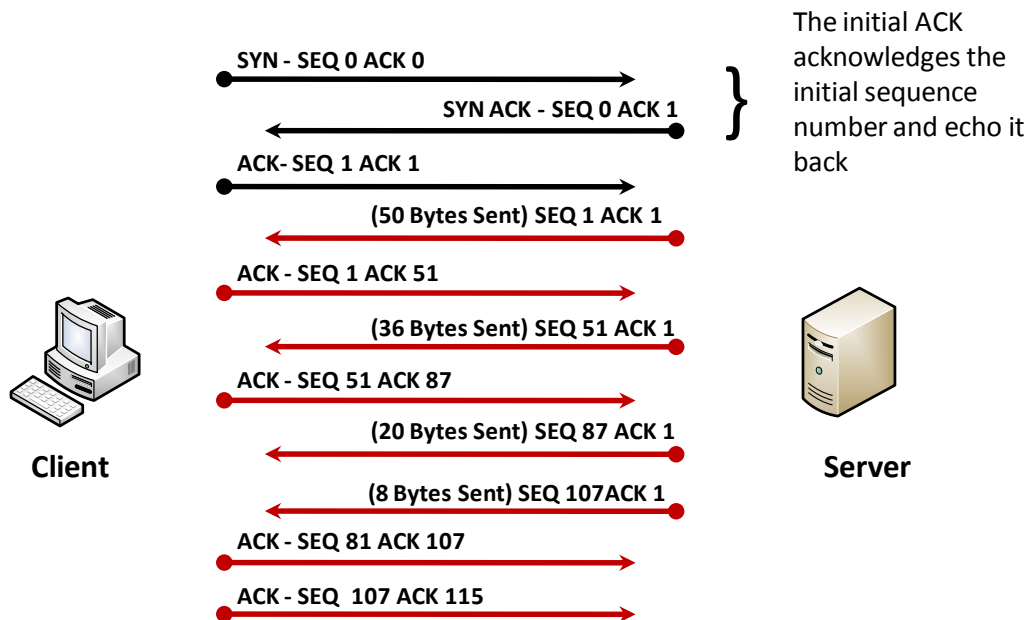 The initial ACK
acknowledges the
initial sequence
number and echo it
back
SYN - SEQ 0 ACK 0
SYN ACK - SEQ 0 ACK 1
ACK- SEQ 1 ACK 1
(50 Bytes Sent) SEQ 1 ACK 1
ACK - SEQ 1 ACK 51
(36 Bytes Sent) SEQ 51 ACK 1
ACK - SEQ 51 ACK 87
(20 Bytes Sent) SEQ 87 ACK 1
Client
Server
(8 Bytes Sent) SEQ 107ACK 1
ACK - SEQ 81 ACK 107
ACK - SEQ 107 ACK 115